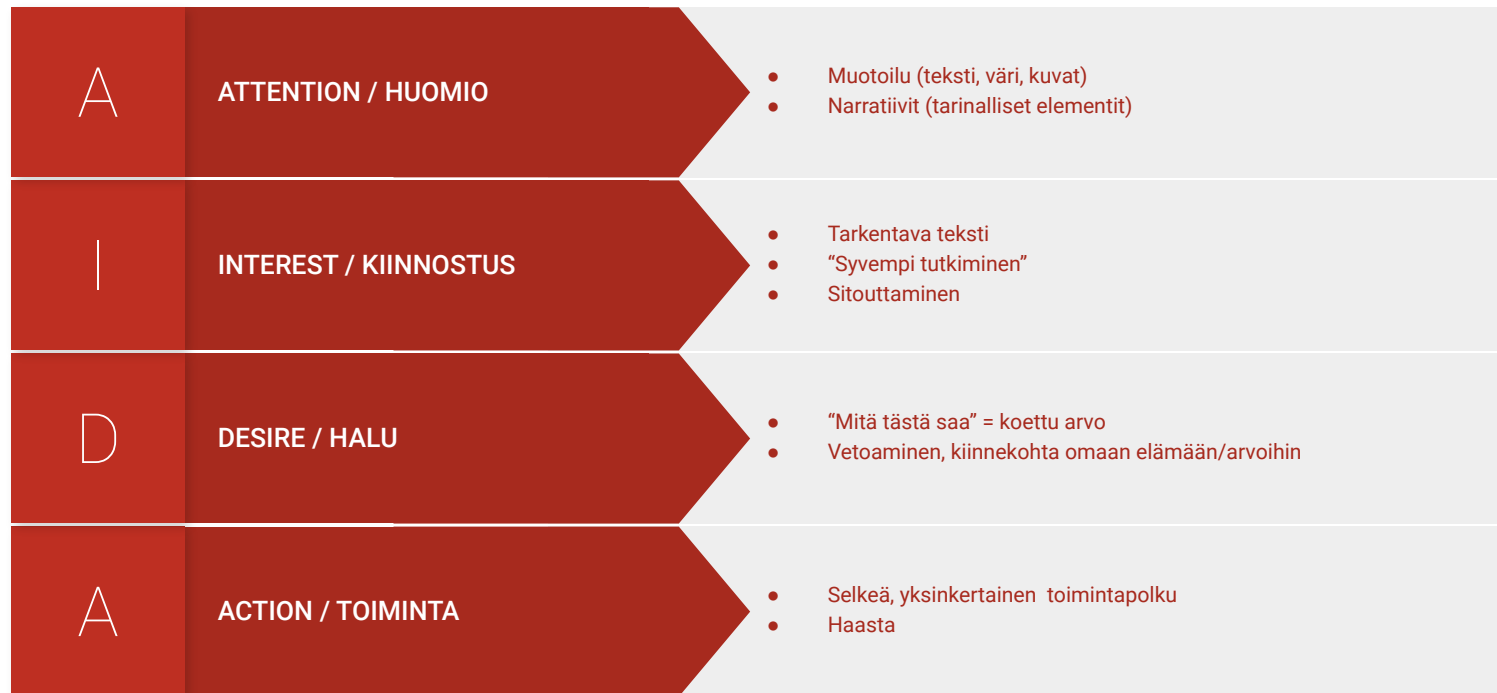 A
ATTENTION / HUOMIO
● Muotoilu (teksti, väri, kuvat)
● Narratiivit (tarinalliset elementit)
I
INTEREST / KIINNOSTUS
● Tarkentava teksti
● “Syvempi tutkiminen”
● Sitouttaminen
D
DESIRE / HALU
● “Mitä tästä saa” = koettu arvo
● Vetoaminen, kiinnekohta omaan elämään/arvoihin
A
ACTION / TOIMINTA
● Selkeä, yksinkertainen  toimintapolku
● Haasta